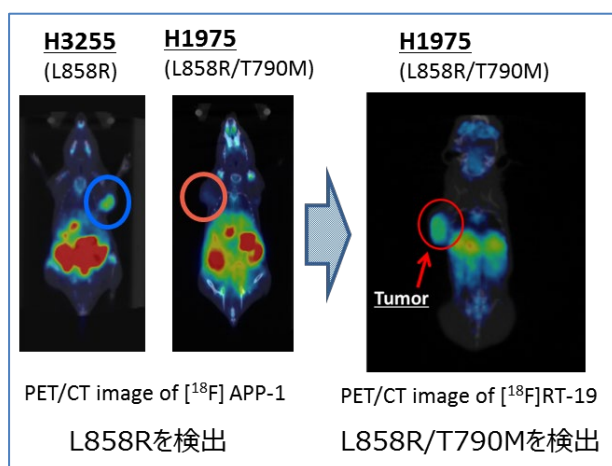 H3255
(L858R)
H1975
(L858R/T790M)
H1975
(L858R/T790M)
Tumor
PET/CT image of [¹⁸F] APP-1
PET/CT image of [¹⁸F]RT-19
L858Rを検出
L858R/T790Mを検出